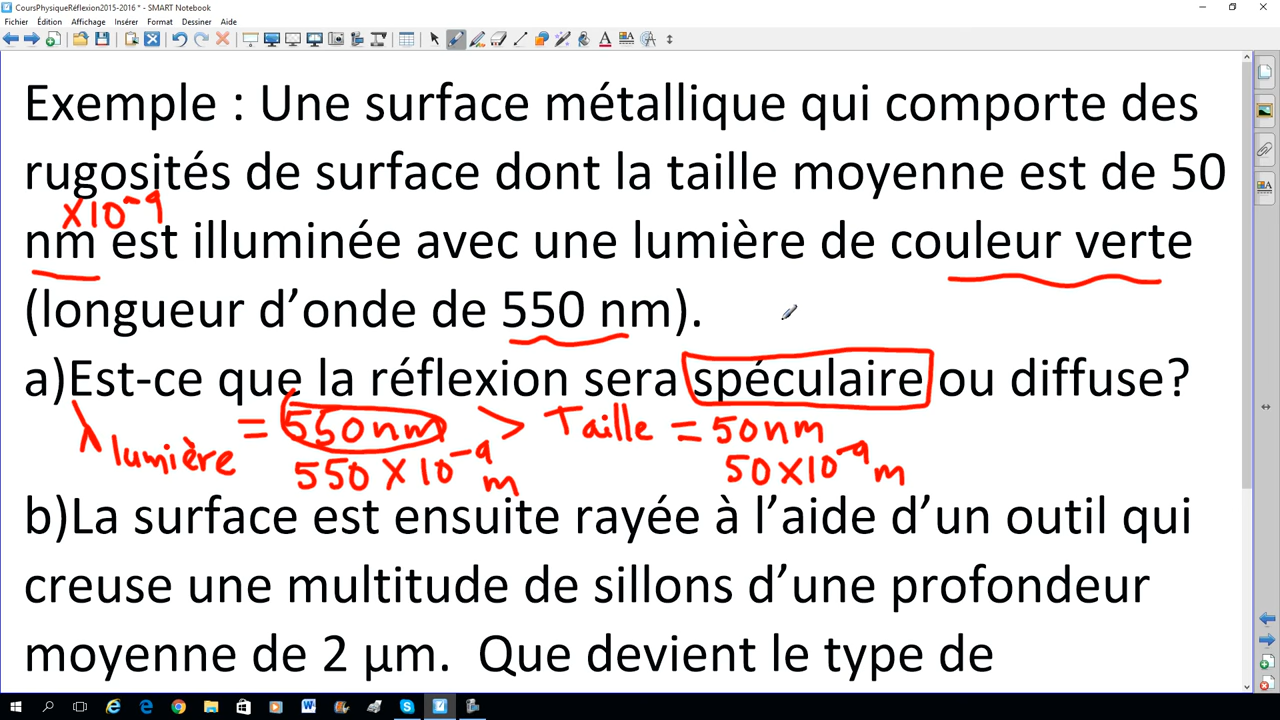 CoursPhysiqueRéflexion2015-2016 * - SMART Notebook
Fichier Édition Affichage Insérer Format Dessiner Aide
Exemple : Une surface métallique qui comporte des
rugosités de surface dont la taille moyenne est de 50
×10⁻⁹
nm est illuminée avec une lumière de couleur verte
(longueur d’onde de 550 nm).
a)Est-ce que la réflexion sera spéculaire ou diffuse?
λ lumière = 550nm > Taille = 50nm
550 × 10⁻⁹ m 50×10⁻⁹ m
b)La surface est ensuite rayée à l’aide d’un outil qui
creuse une multitude de sillons d’une profondeur
moyenne de 2 µm. Que devient le type de